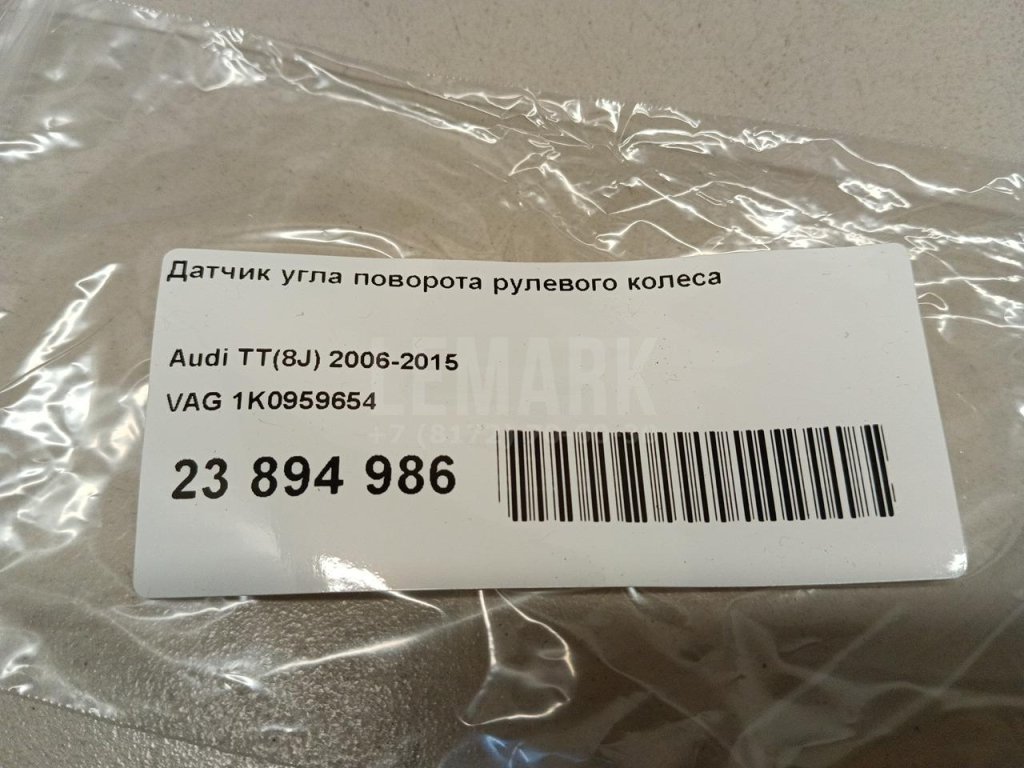 Датчик угла поворота рулевого колеса
Audi TT(8J) 2006-2015
VAG 1K0959654
LEMARK
23 894 986